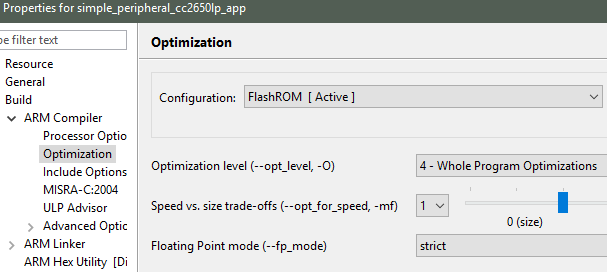 Properties for simple_peripheral_cc2650lp_app
pe filter text
Optimization
Resource
General
Build
Configuration: FlashROM [ Active ]
ARM Compiler
Processor Optio
Optimization
Optimization level (--opt_level, -O) 4 - Whole Program Optimizations
Include Options
MISRA-C:2004
Speed vs. size trade-offs (--opt_for_speed, -mf) 1
ULP Advisor
0 (size)
Advanced Optio
ARM Linker
Floating Point mode (--fp_mode) strict
ARM Hex Utility [Di